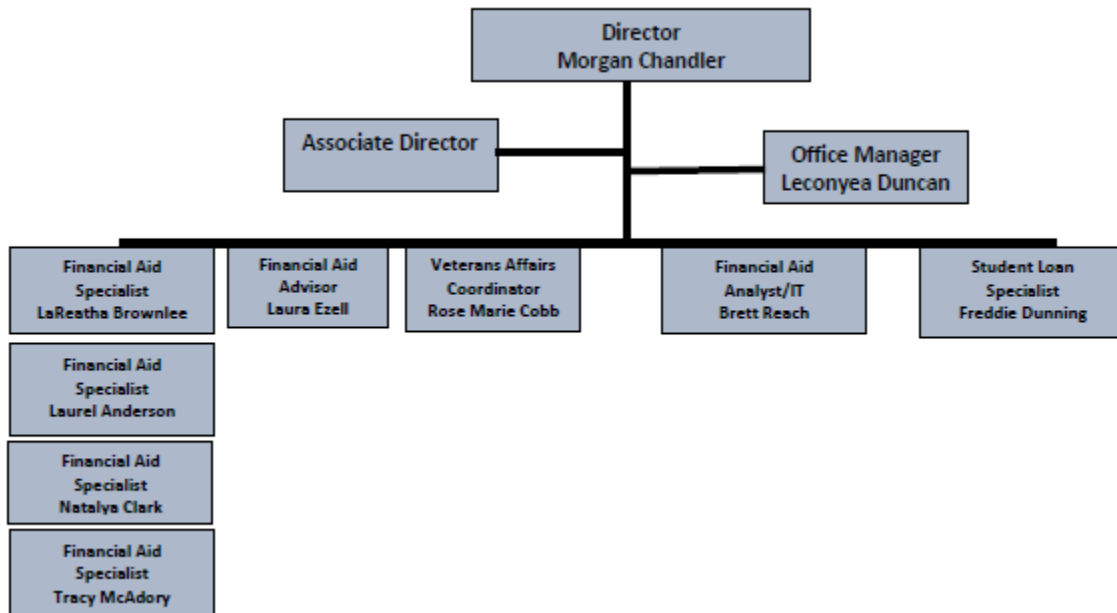 Director
Morgan Chandler
Associate Director
Office Manager
Leconyea Duncan
Financial Aid
Specialist
LaReatha Brownlee
Financial Aid
Advisor
Laura Ezell
Veterans Affairs
Coordinator
Rose Marie Cobb
Financial Aid
Analyst/IT
Brett Reach
Student Loan
Specialist
Freddie Dunning
Financial Aid
Specialist
Laurel Anderson
Financial Aid
Specialist
Natalya Clark
Financial Aid
Specialist
Tracy McAdory